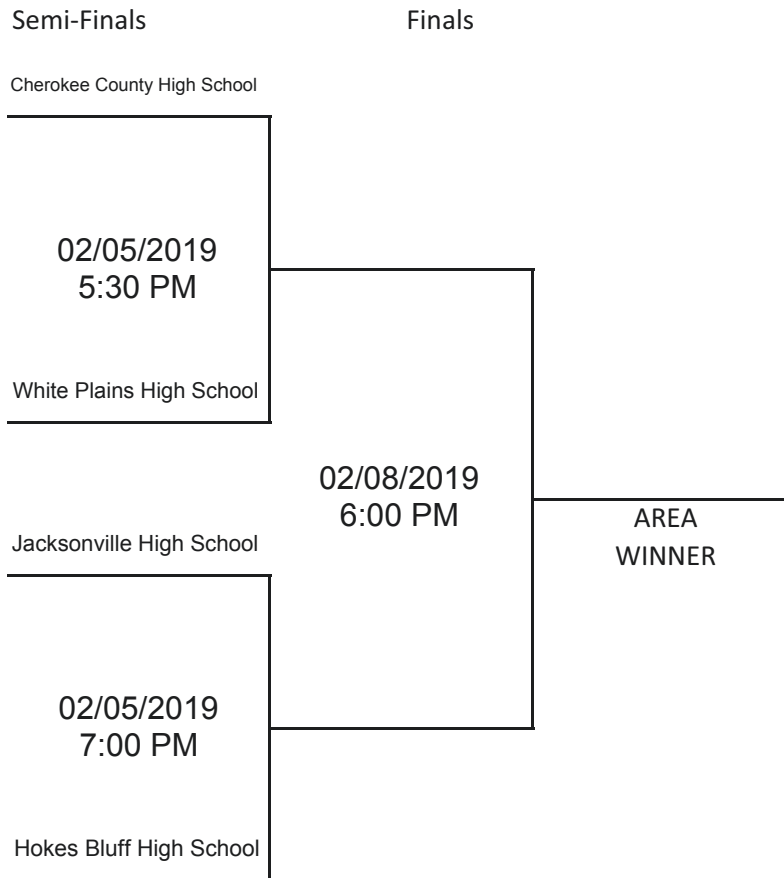 Semi-Finals
Finals
Cherokee County High School
02/05/2019
5:30 PM
White Plains High School
02/08/2019
6:00 PM
AREA
WINNER
Jacksonville High School
02/05/2019
7:00 PM
Hokes Bluff High School